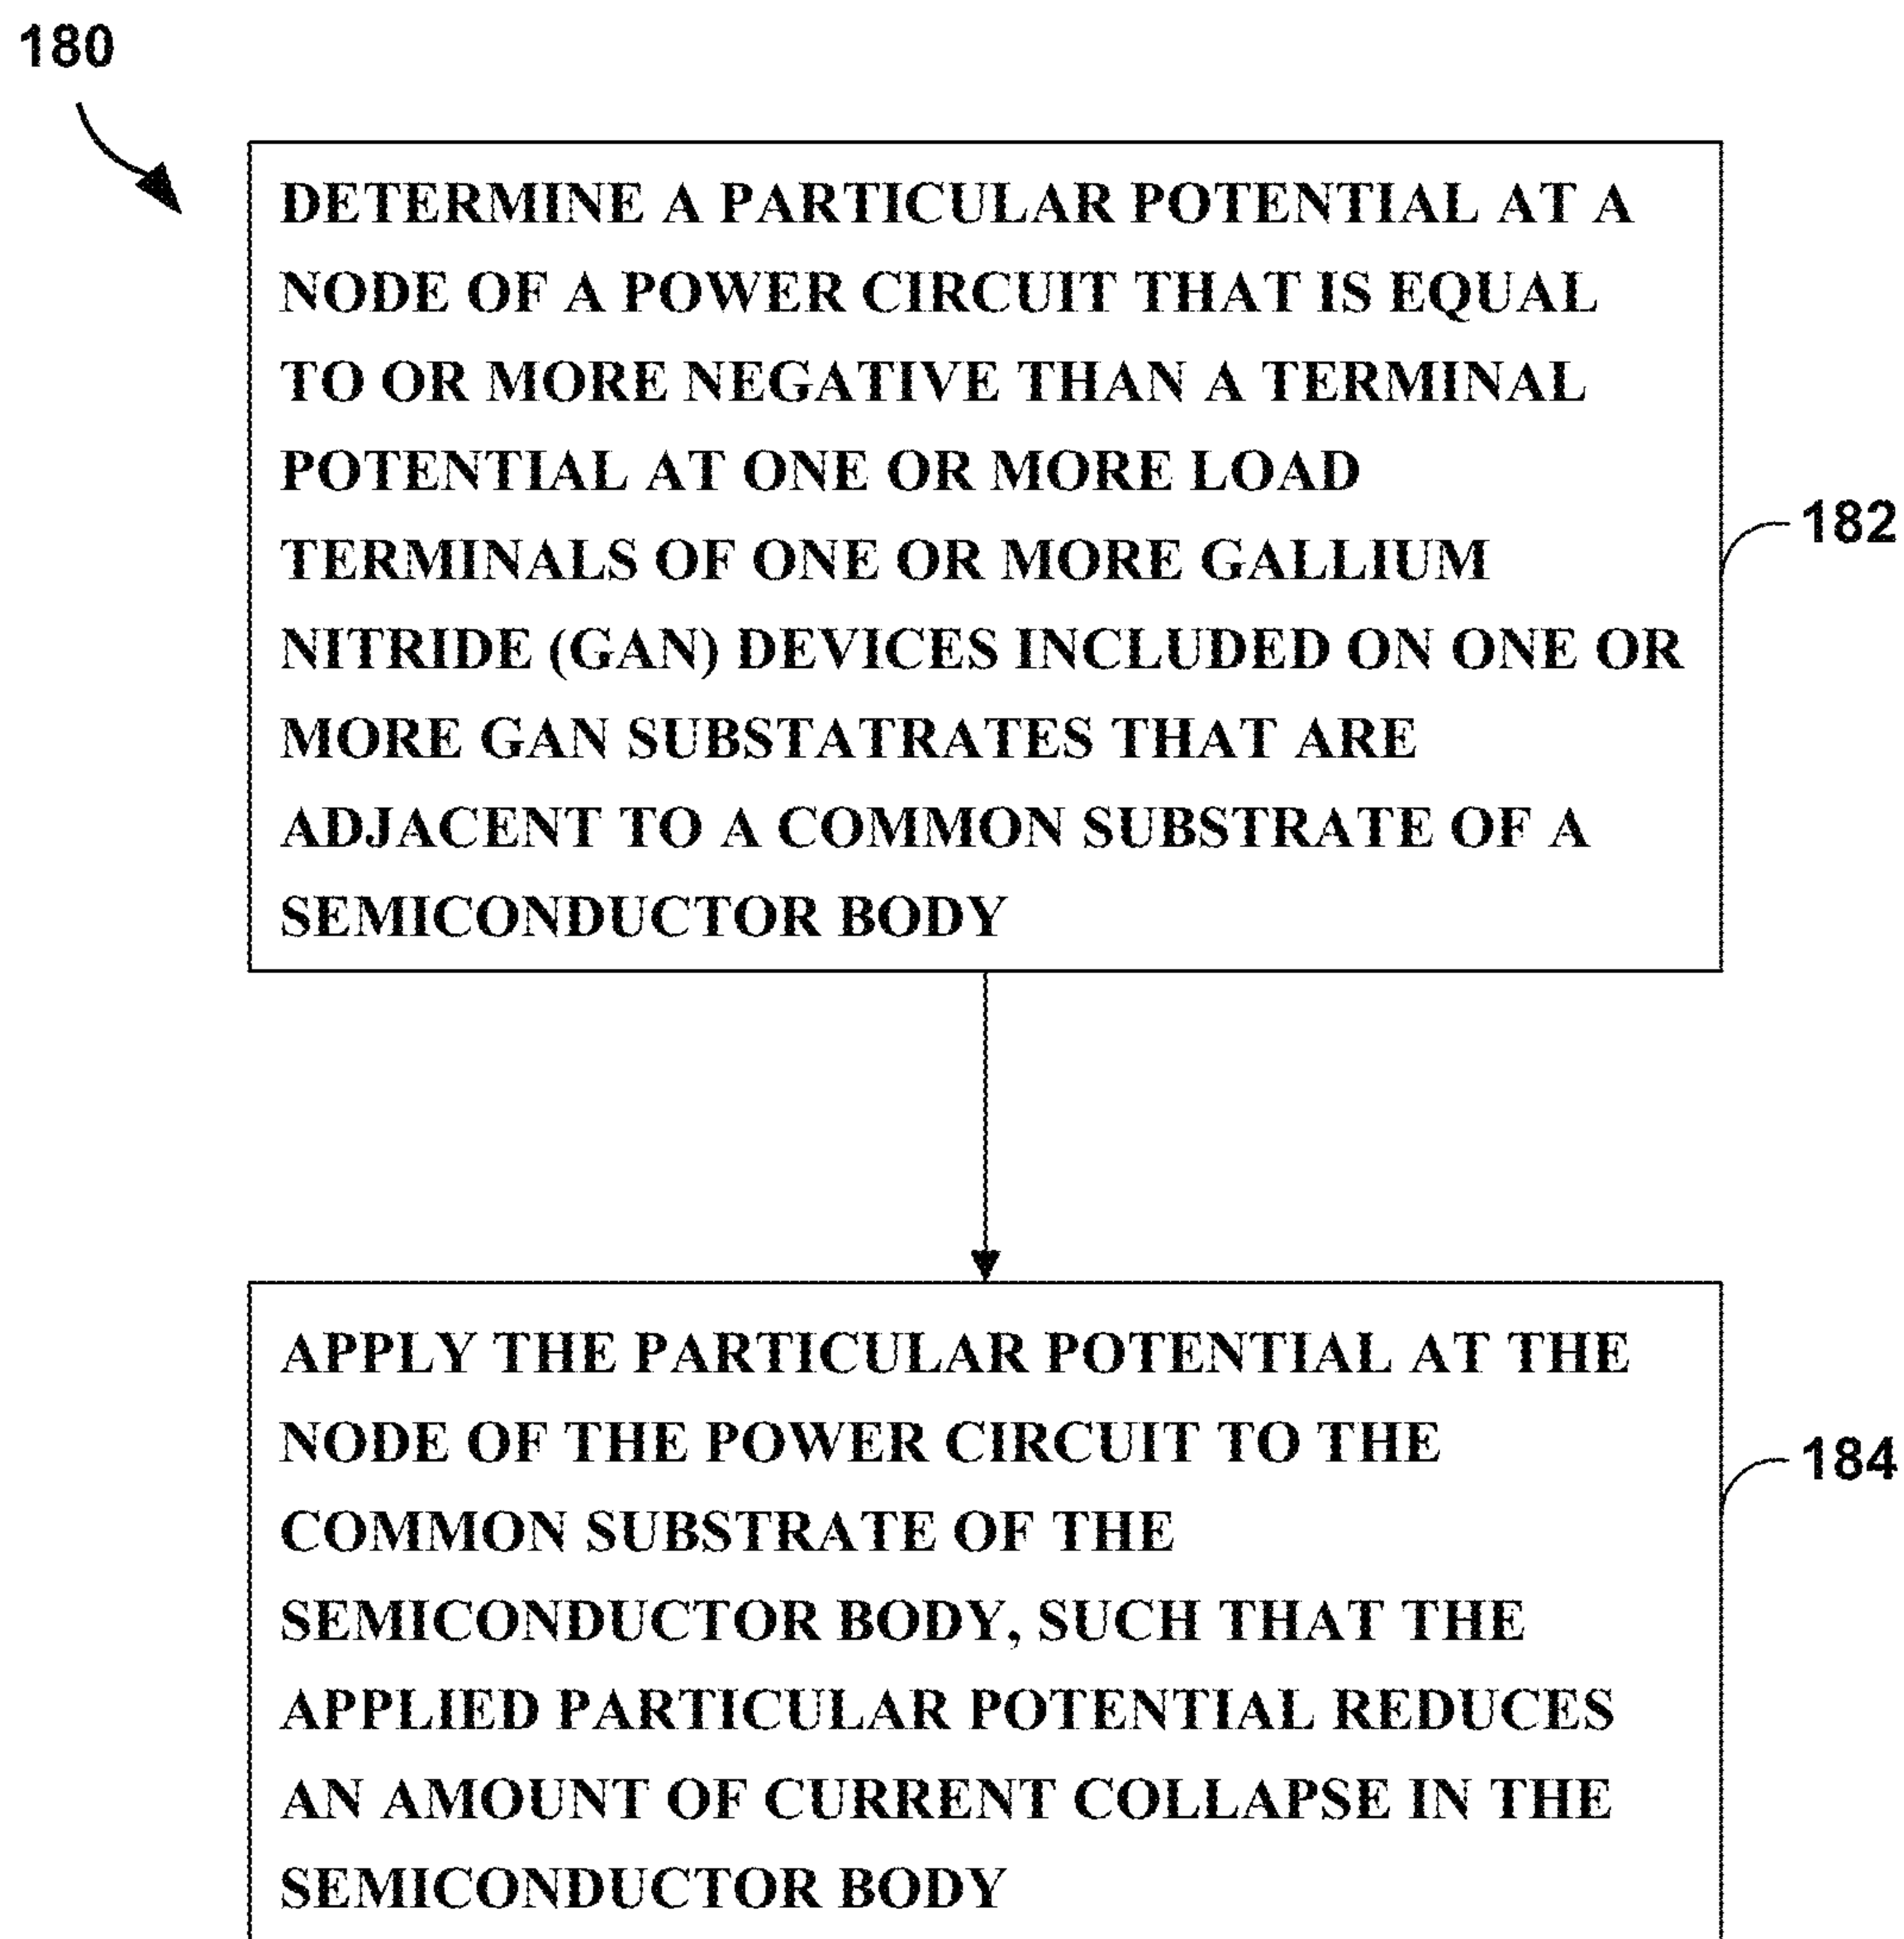 180
DETERMINE A PARTICULAR POTENTIAL AT A
NODE OF A POWER CIRCUIT THAT IS EQUAL
TO OR MORE NEGATIVE THAN A TERMINAL
POTENTIAL AT ONE OR MORE LOAD
TERMINALS OF ONE OR MORE GALLIUM
NITRIDE (GAN) DEVICES INCLUDED ON ONE OR
MORE GAN SUBSTATRATES THAT ARE
ADJACENT TO A COMMON SUBSTRATE OF A
SEMICONDUCTOR BODY
182
APPLY THE PARTICULAR POTENTIAL AT THE
NODE OF THE POWER CIRCUIT TO THE
COMMON SUBSTRATE OF THE
SEMICONDUCTOR BODY, SUCH THAT THE
APPLIED PARTICULAR POTENTIAL REDUCES
AN AMOUNT OF CURRENT COLLAPSE IN THE
SEMICONDUCTOR BODY
184